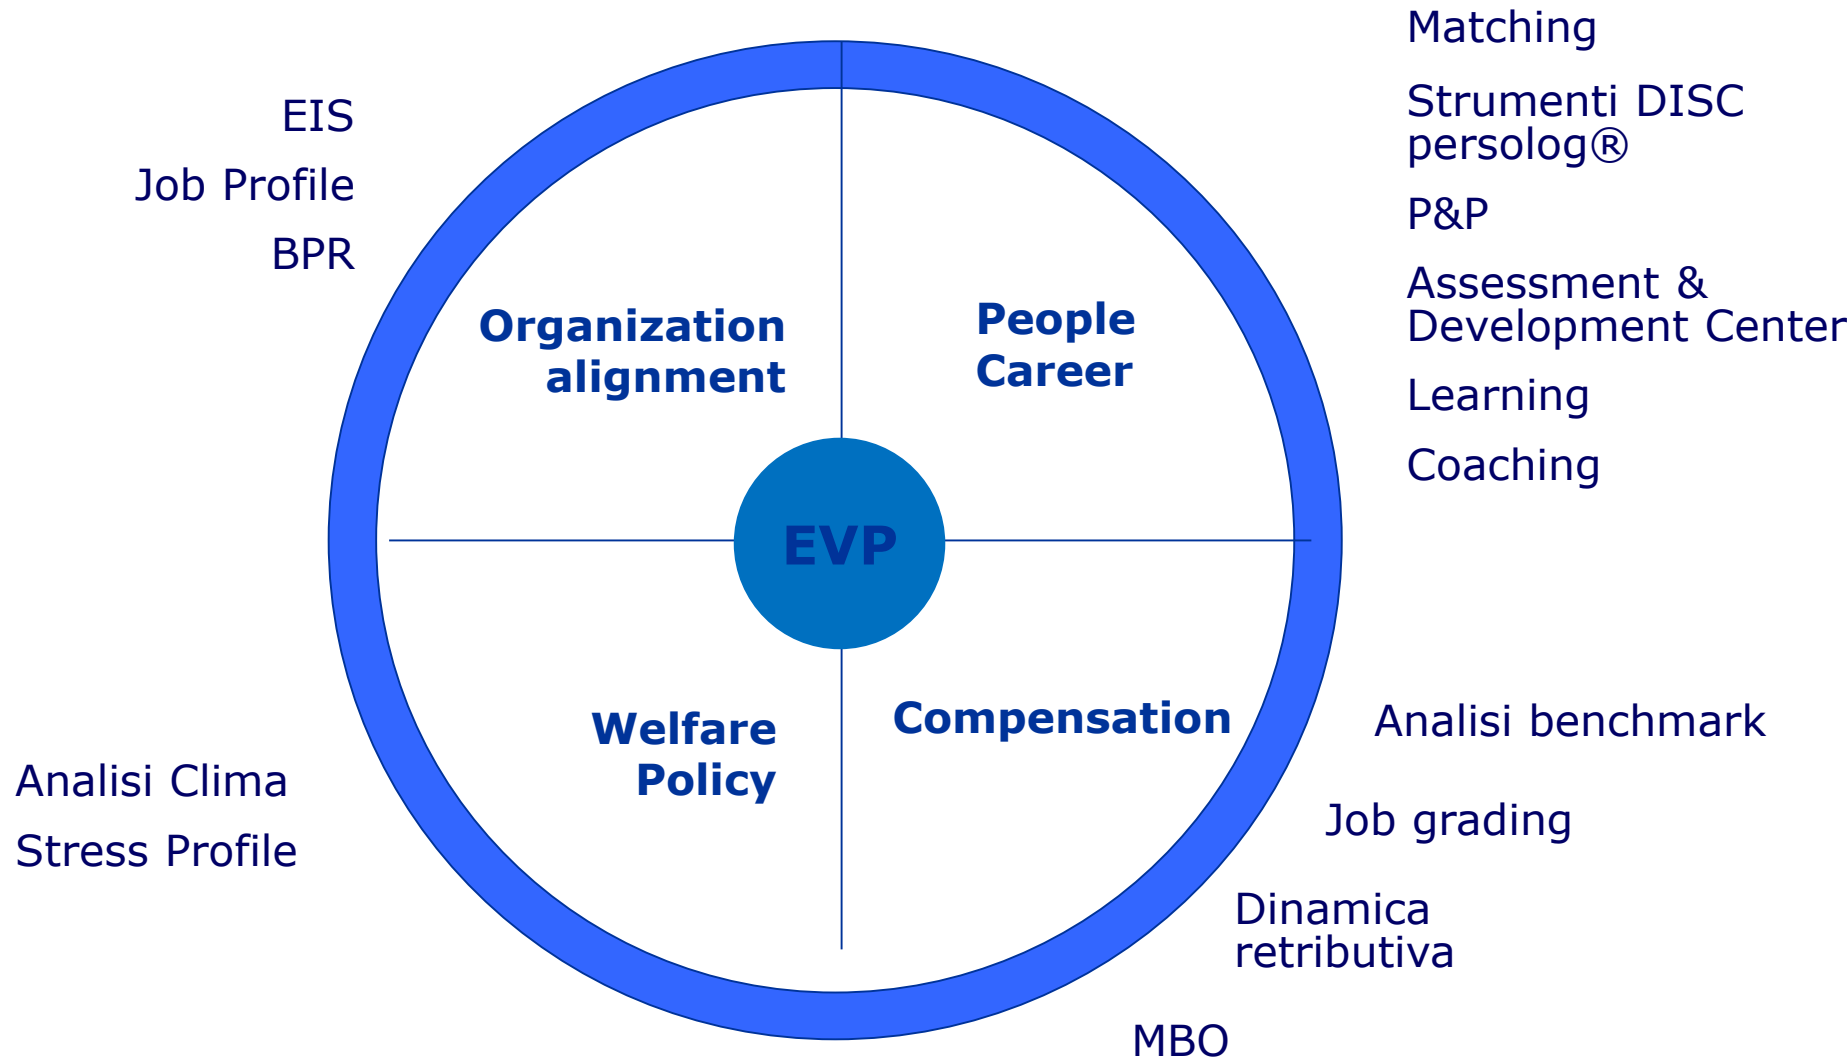 EIS
Job Profile
BPR
Organization
alignment
People
Career
Matching
Strumenti DISC
persolog®
P&P
Assessment &
Development Center
Learning
Coaching
EVP
Welfare
Policy
Compensation
Analisi Clima
Stress Profile
Analisi benchmark
Job grading
Dinamica
retributiva
MBO